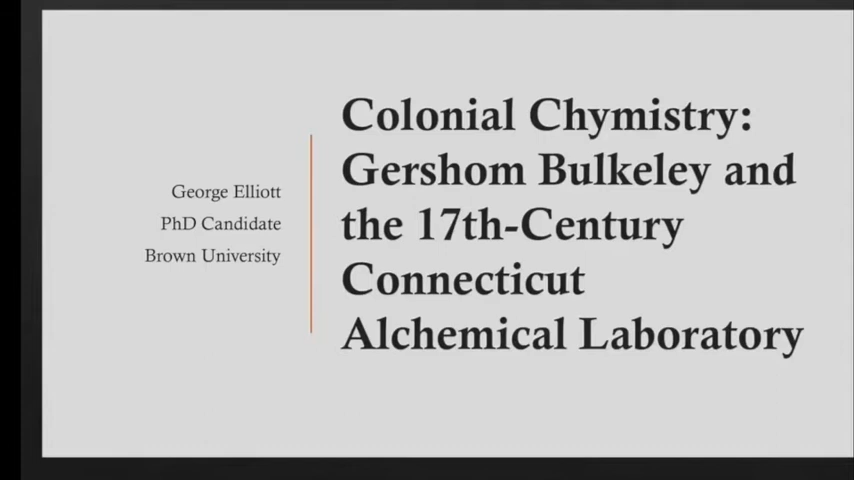 George Elliott
PhD Candidate
Brown University
Colonial Chymistry:
Gershom Bulkeley and
the 17th-Century
Connecticut
Alchemical Laboratory